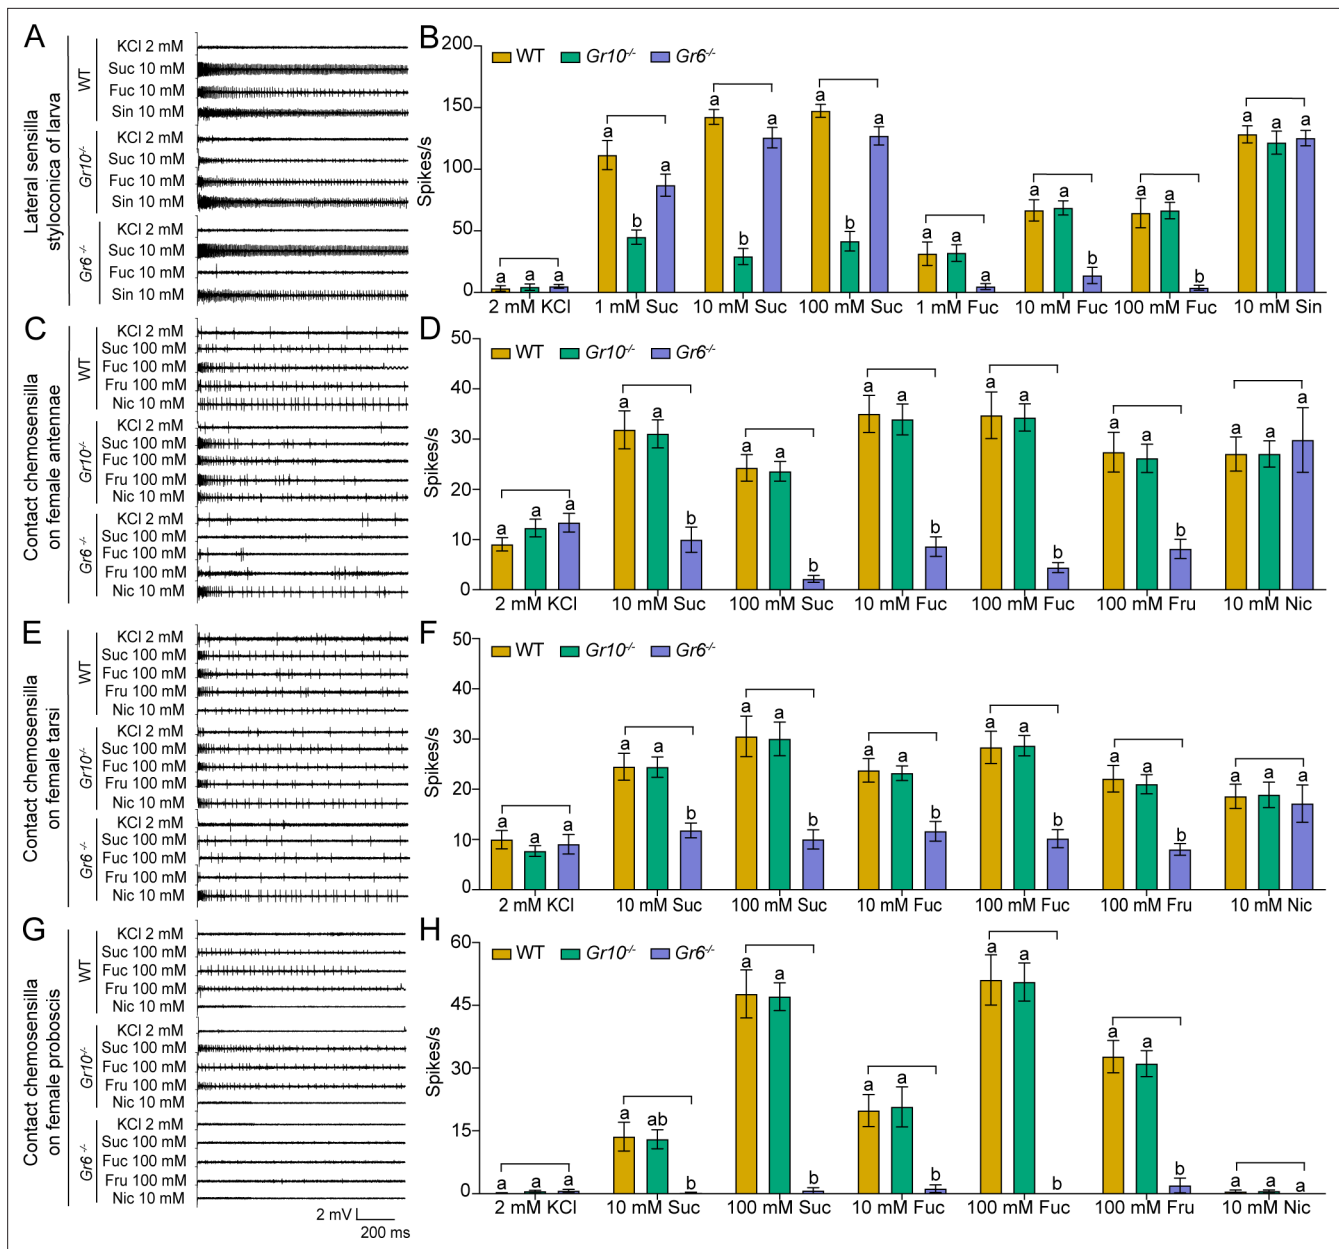 A
Lateral sensilla
styloconica of larva
WT
KCl 2 mM
Suc 10 mM
Fuc 10 mM
Sin 10 mM
Gr10-/-
KCl 2 mM
Suc 10 mM
Fuc 10 mM
Sin 10 mM
Gr6-/-
KCl 2 mM
Suc 10 mM
Fuc 10 mM
Sin 10 mM
B
WT Gr10-/- Gr6-/-
Spikes/s
200
150
100
50
0
a a a
a b a
a b a
a b a
a a a
a a b
a a b
a a a
2 mM KCl 1 mM Suc 10 mM Suc 100 mM Suc 1 mM Fuc 10 mM Fuc 100 mM Fuc 10 mM Sin
C
Contact chemosensilla
on female antennae
WT
KCl 2 mM
Suc 100 mM
Fuc 100 mM
Fru 100 mM
Nic 10 mM
Gr10-/-
KCl 2 mM
Suc 100 mM
Fuc 100 mM
Fru 100 mM
Nic 10 mM
Gr6-/-
KCl 2 mM
Suc 100 mM
Fuc 100 mM
Fru 100 mM
Nic 10 mM
D
WT Gr10-/- Gr6-/-
Spikes/s
50
40
30
20
10
0
a a a
a a b
a a b
a a b
a a b
a a b
a a a
2 mM KCl 10 mM Suc 100 mM Suc 10 mM Fuc 100 mM Fuc 100 mM Fru 10 mM Nic
E
Contact chemosensilla
on female tarsi
WT
KCl 2 mM
Suc 100 mM
Fuc 100 mM
Fru 100 mM
Nic 10 mM
Gr10-/-
KCl 2 mM
Suc 100 mM
Fuc 100 mM
Fru 100 mM
Nic 10 mM
Gr6-/-
KCl 2 mM
Suc 100 mM
Fuc 100 mM
Fru 100 mM
Nic 10 mM
F
WT Gr10-/- Gr6-/-
Spikes/s
50
40
30
20
10
0
a a a
a a b
a a b
a a b
a a b
a a b
a a a
2 mM KCl 10 mM Suc 100 mM Suc 10 mM Fuc 100 mM Fuc 100 mM Fru 10 mM Nic
G
Contact chemosensilla
on female proboscis
WT
KCl 2 mM
Suc 100 mM
Fuc 100 mM
Fru 100 mM
Nic 10 mM
Gr10-/-
KCl 2 mM
Suc 100 mM
Fuc 100 mM
Fru 100 mM
Nic 10 mM
Gr6-/-
KCl 2 mM
Suc 100 mM
Fuc 100 mM
Fru 100 mM
Nic 10 mM
2 mV
200 ms
H
WT Gr10-/- Gr6-/-
Spikes/s
60
45
30
15
0
a a a
a ab b
a a b
a a b
a a b
a a b
a a a
2 mM KCl 10 mM Suc 100 mM Suc 10 mM Fuc 100 mM Fuc 100 mM Fru 10 mM Nic